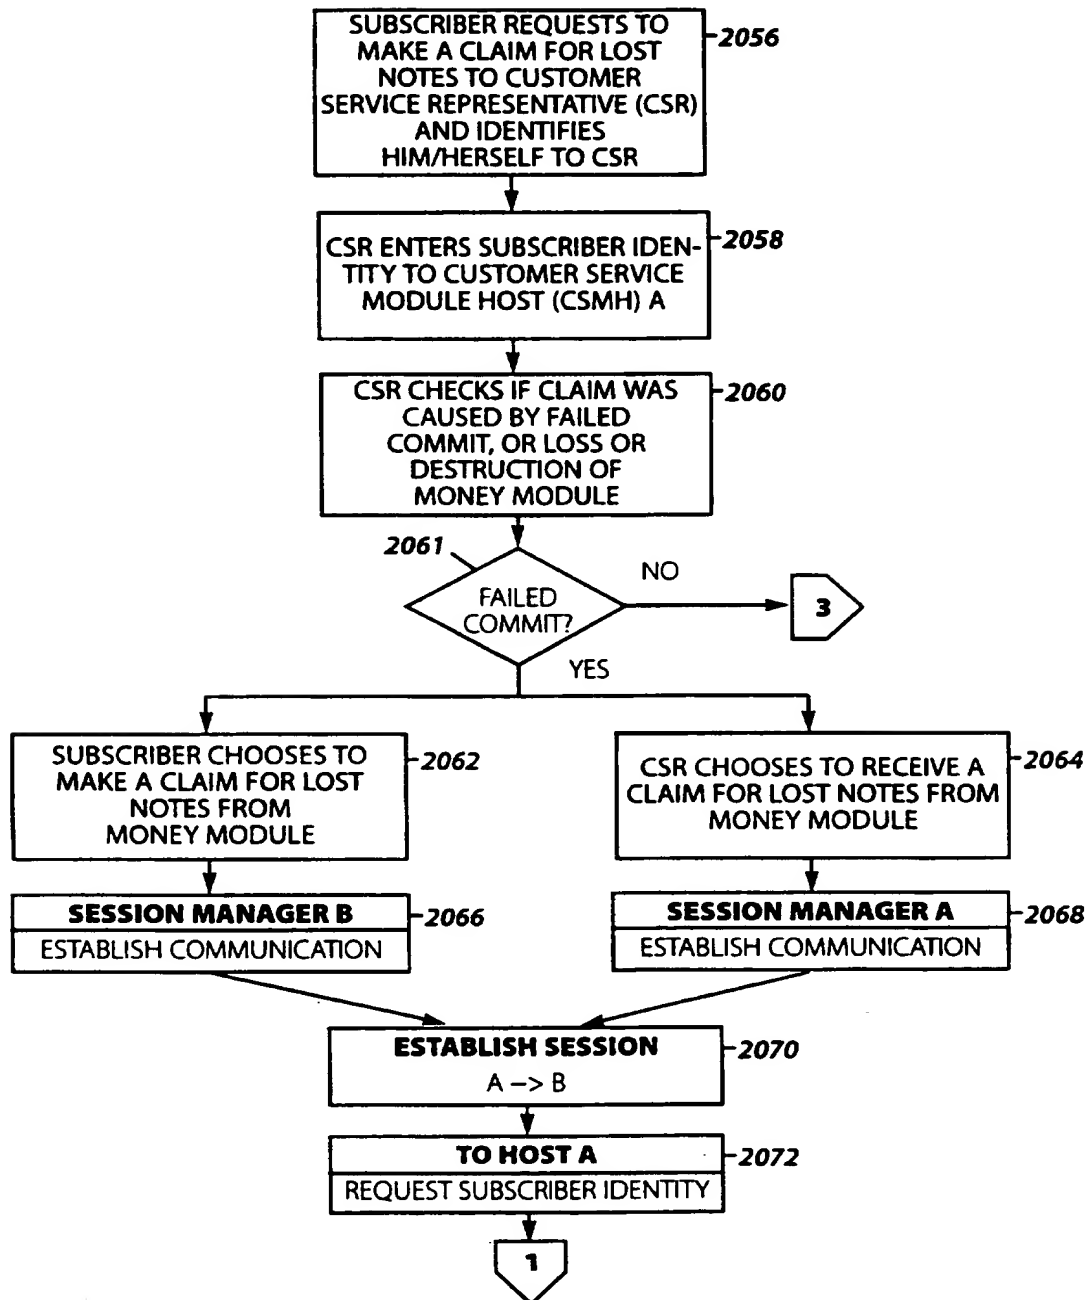 SUBSCRIBER REQUESTS TO
MAKE A CLAIM FOR LOST
NOTES TO CUSTOMER
SERVICE REPRESENTATIVE (CSR)
AND IDENTIFIES
HIM/HERSELF TO CSR
2056
CSR ENTERS SUBSCRIBER IDEN-
TITY TO CUSTOMER SERVICE
MODULE HOST (CSMH) A
2058
CSR CHECKS IF CLAIM WAS
CAUSED BY FAILED
COMMIT, OR LOSS OR
DESTRUCTION OF
MONEY MODULE
2060
2061
FAILED
COMMIT?
NO
3
YES
SUBSCRIBER CHOOSES TO
MAKE A CLAIM FOR LOST
NOTES FROM
MONEY MODULE
2062
CSR CHOOSES TO RECEIVE A
CLAIM FOR LOST NOTES FROM
MONEY MODULE
2064
SESSION MANAGER B
ESTABLISH COMMUNICATION
2066
SESSION MANAGER A
ESTABLISH COMMUNICATION
2068
ESTABLISH SESSION
A —> B
2070
TO HOST A
REQUEST SUBSCRIBER IDENTITY
2072
1